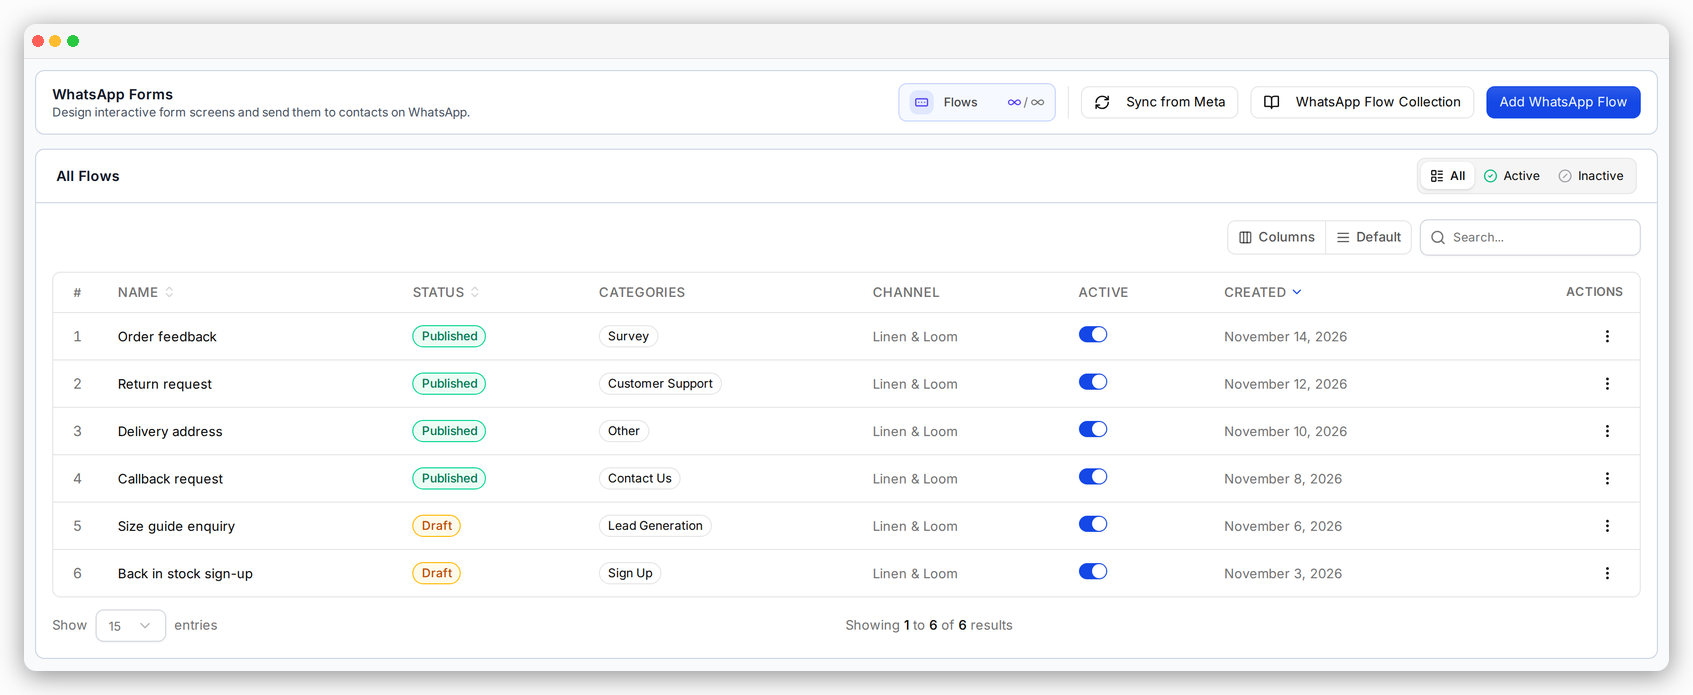 WhatsApp Forms
Design interactive form screens and send them to contacts on WhatsApp.
Flows ∞ / ∞
Sync from Meta
WhatsApp Flow Collection
Add WhatsApp Flow
All Flows
All Active Inactive
Columns Default Search...
# NAME STATUS CATEGORIES CHANNEL ACTIVE CREATED ACTIONS
1 Order feedback Published Survey Linen & Loom November 14, 2026
2 Return request Published Customer Support Linen & Loom November 12, 2026
3 Delivery address Published Other Linen & Loom November 10, 2026
4 Callback request Published Contact Us Linen & Loom November 8, 2026
5 Size guide enquiry Draft Lead Generation Linen & Loom November 6, 2026
6 Back in stock sign-up Draft Sign Up Linen & Loom November 3, 2026
Show 15 entries Showing 1 to 6 of 6 results